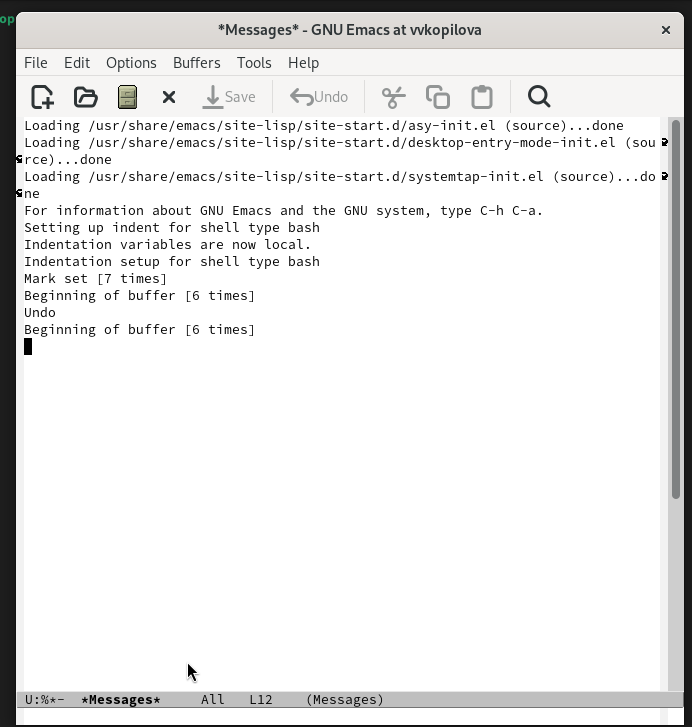 op
*Messages* - GNU Emacs at vvkopilova
File Edit Options Buffers Tools Help
Save Undo
Loading /usr/share/emacs/site-lisp/site-start.d/asy-init.el (source)...done
Loading /usr/share/emacs/site-lisp/site-start.d/desktop-entry-mode-init.el (sou
rce)...done
Loading /usr/share/emacs/site-lisp/site-start.d/systemtap-init.el (source)...do
ne
For information about GNU Emacs and the GNU system, type C-h C-a.
Setting up indent for shell type bash
Indentation variables are now local.
Indentation setup for shell type bash
Mark set [7 times]
Beginning of buffer [6 times]
Undo
Beginning of buffer [6 times]
U:%*- *Messages* All L12 (Messages)